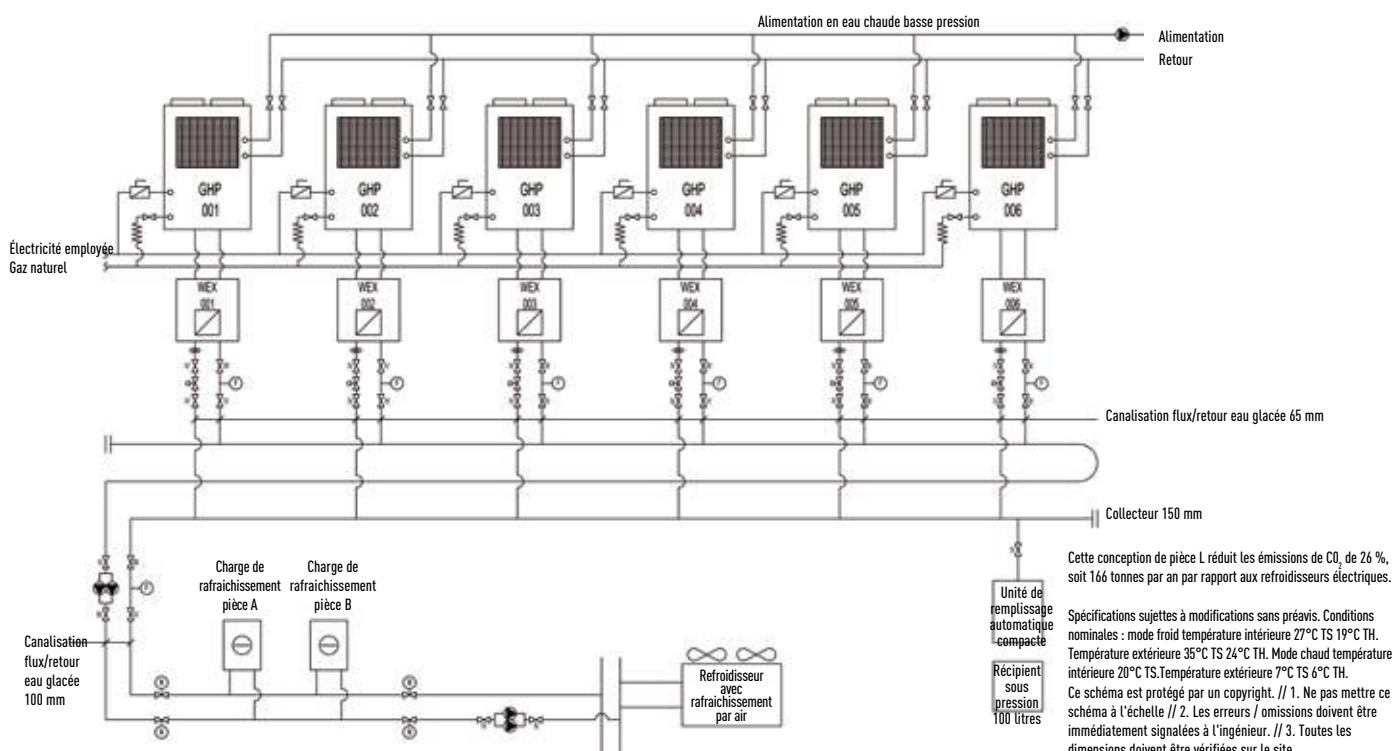 Alimentation en eau chaude basse pression
Alimentation
Retour
GHP
001
GHP
002
GHP
003
GHP
004
GHP
005
GHP
006
Électricité employée
Gaz naturel
WEX
001
WEX
002
WEX
003
WEX
004
WEX
005
WEX
006
Canalisation flux/retour eau glacée 65 mm
Collecteur 150 mm
Charge de
rafraichissement
pièce A
Charge de
rafraichissement
pièce B
Canalisation
flux/retour
eau glacée
100 mm
Refroidisseur
avec
rafraichissement
par air
Unité de
remplissage
automatique
compacte
Récipient
sous
pression
100 litres
Cette conception de pièce L réduit les émissions de CO₂ de 26 %,
soit 166 tonnes par an par rapport aux refroidisseurs électriques.
Spécifications sujettes à modifications sans préavis. Conditions
nominales : mode froid température intérieure 27°C TS 19°C TH.
Température extérieure 35°C TS 24°C TH. Mode chaud température
intérieure 20°C TS.Température extérieure 7°C TS 6°C TH.
Ce schéma est protégé par un copyright. // 1. Ne pas mettre ce
schéma à l'échelle // 2. Les erreurs / omissions doivent être
immédiatement signalées à l'ingénieur. // 3. Toutes les
dimensions doivent être vérifiées sur le site.